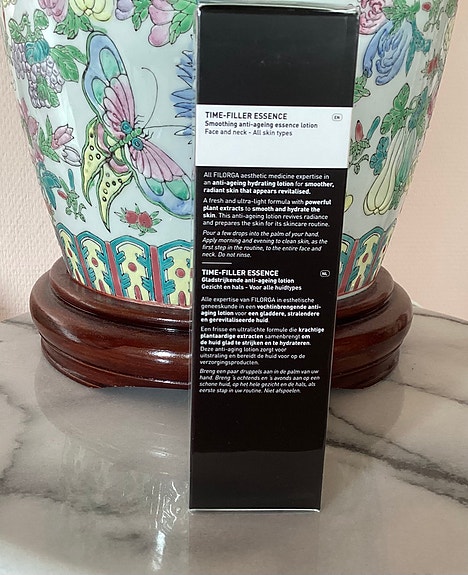 TIME-FILLER ESSENCE EN
Smoothing anti-ageing essence lotion
Face and neck - All skin types
All FILORGA aesthetic medicine expertise in
an anti-ageing hydrating lotion for smoother,
radiant skin that appears revitalised.
A fresh and ultra-light formula with powerful
plant extracts to smooth and hydrate the
skin. This anti-ageing lotion revives radiance
and prepares the skin for its skincare routine.
Pour a few drops into the palm of your hand.
Apply morning and evening to clean skin, as the
first step in the routine, to the entire face and
neck. Do not rinse.
TIME-FILLER ESSENCE NL
Gladstrijkende anti-ageing lotion
Gezicht en hals - Voor alle huidtypes
Alle expertise van FILORGA in esthetische
geneeskunde in een vochtinbrengende anti-
aging lotion voor een gladdere, stralendere
en gerevitaliseerde huid.
Een frisse en ultralichte formule die krachtige
plantaardige extracten samenbrengt om
de huid glad te strijken en te hydrateren.
Deze anti-aging lotion zorgt voor
uitstraling en bereidt de huid voor op de
verzorgingsproducten.
Breng een paar druppels aan in de palm van uw
hand. Breng 's ochtends en 's avonds aan op een
schone huid, op het hele gezicht en de hals, als
eerste stap in uw routine. Niet afspoelen.